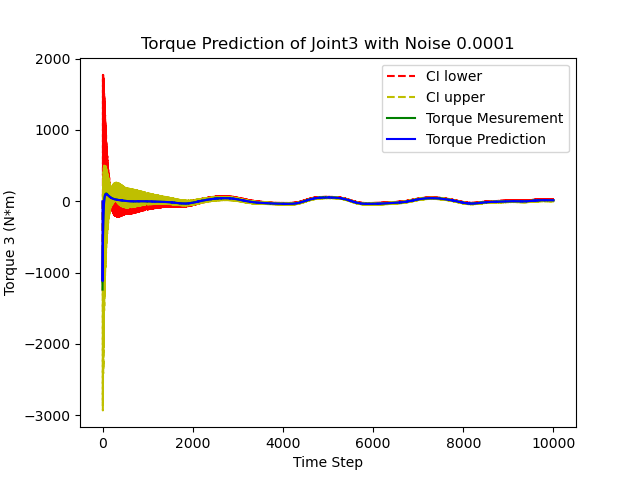 Torque Prediction of Joint3 with Noise 0.0001
2000
1000
0
−1000
−2000
−3000
Torque 3 (N*m)
CI lower
CI upper
Torque Mesurement
Torque Prediction
0 2000 4000 6000 8000 10000
Time Step